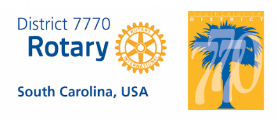 District 7770
Rotary
ROTARY
INTERNATIONAL
South Carolina, USA
DISTRICT
7770